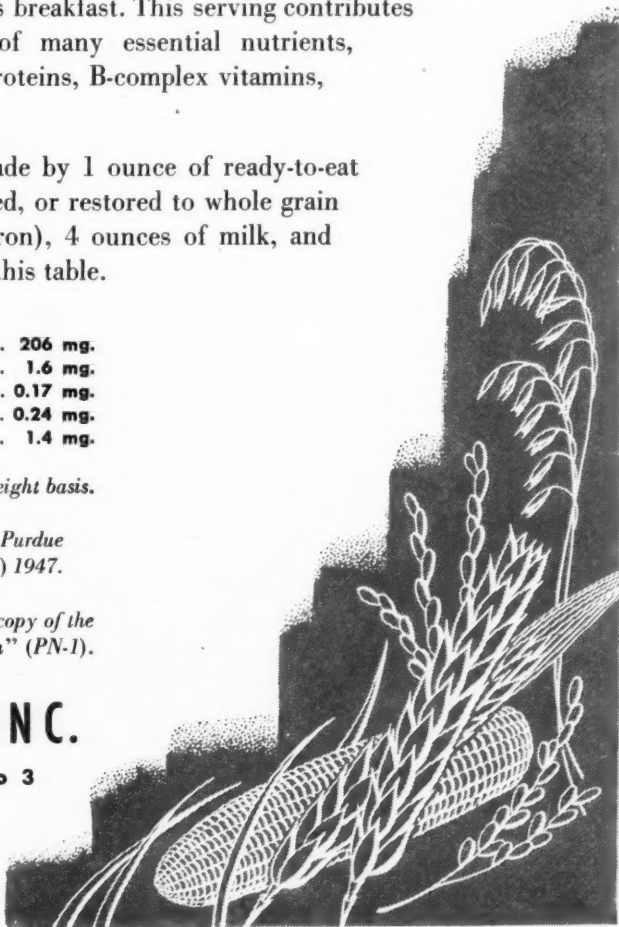 s breakfast. This serving contributes
of many essential nutrients,
roteins, B-complex vitamins,
ade by 1 ounce of ready-to-eat
ed, or restored to whole grain
ron), 4 ounces of milk, and
his table.
. 206 mg.
. 1.6 mg.
. 0.17 mg.
. 0.24 mg.
. 1.4 mg.
eight basis.
Purdue
) 1947.
copy of the
n" (PN-1).
NC.
o 3